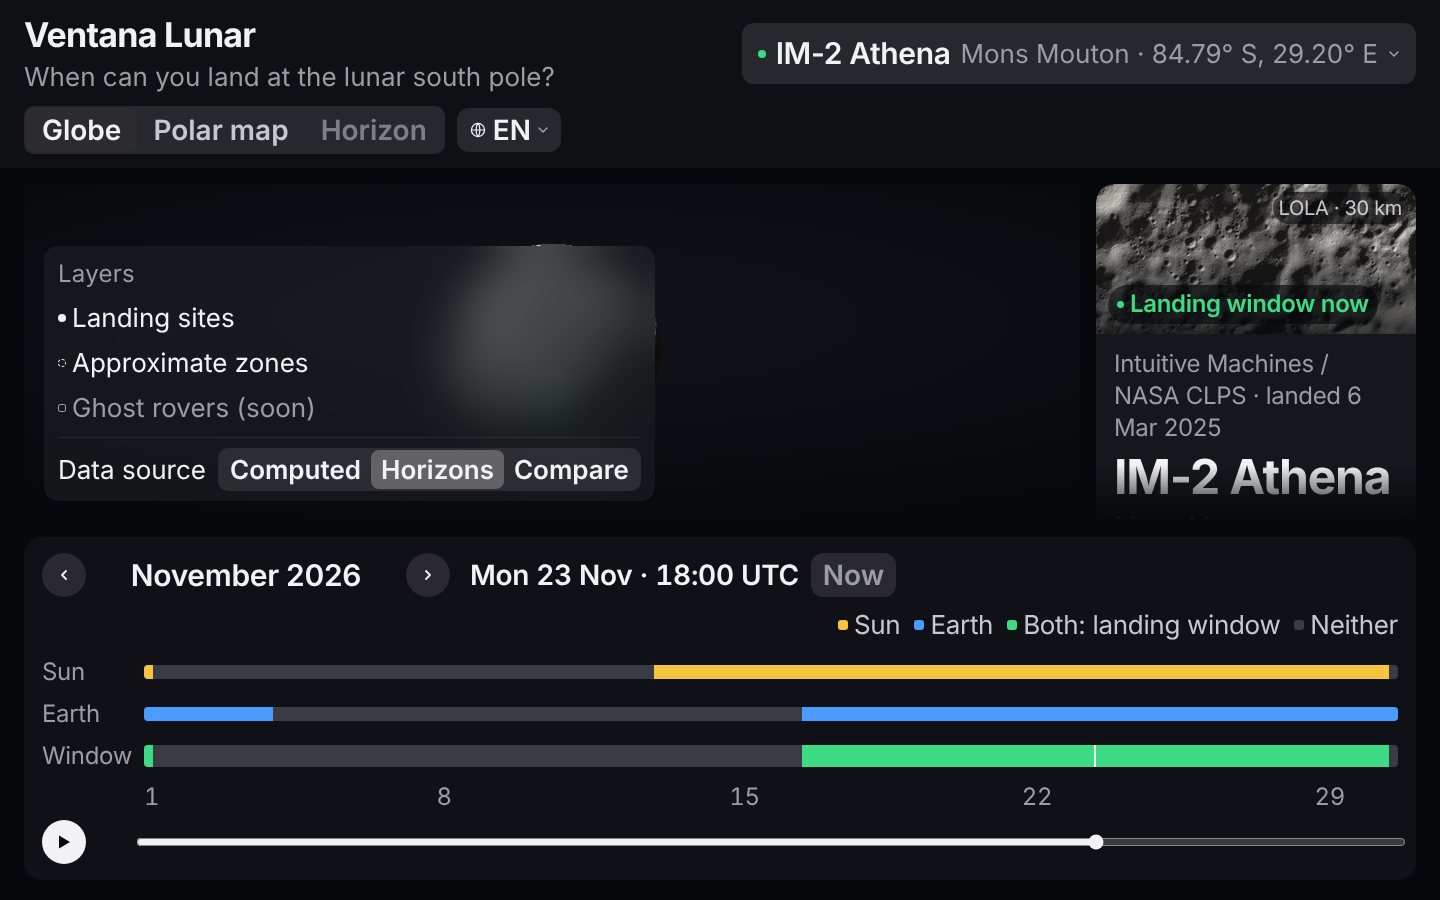 Ventana Lunar
When can you land at the lunar south pole?
IM-2 Athena Mons Mouton · 84.79° S, 29.20° E
Globe Polar map Horizon EN
LOLA · 30 km
Landing window now
Intuitive Machines /
NASA CLPS · landed 6
Mar 2025
IM-2 Athena
Layers
Landing sites
Approximate zones
Ghost rovers (soon)
Data source Computed Horizons Compare
November 2026 Mon 23 Nov · 18:00 UTC Now
Sun Earth Both: landing window Neither
Sun
Earth
Window
1 8 15 22 29